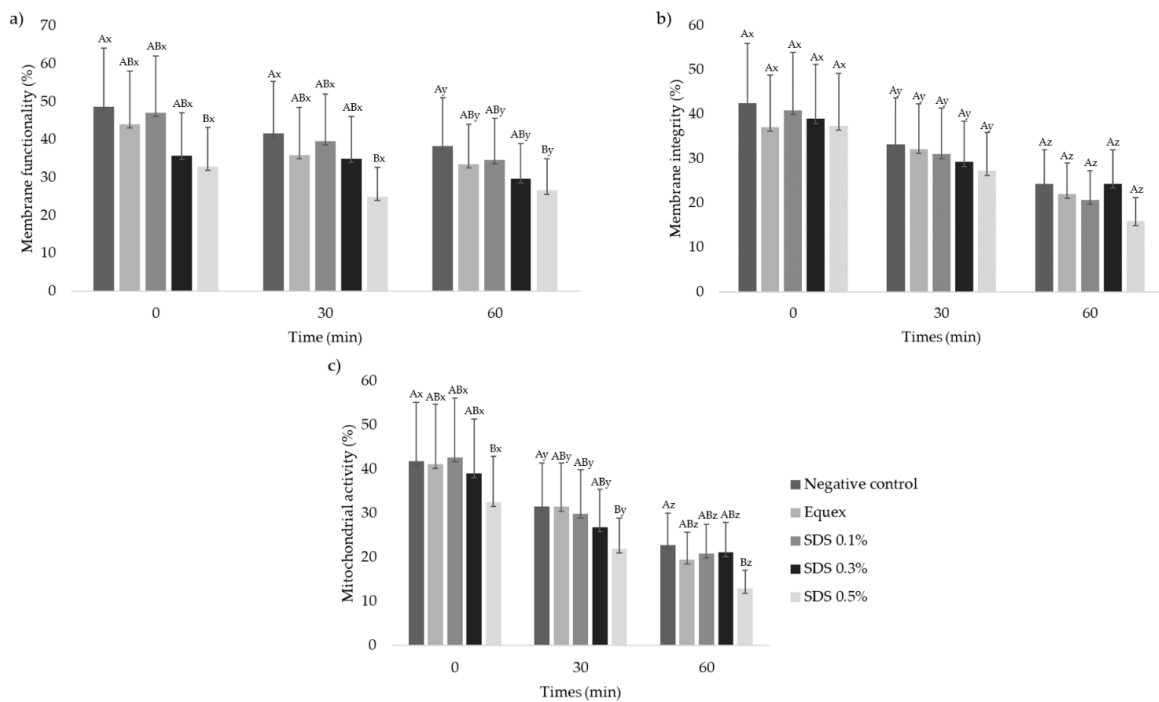 a)
Membrane functionality (%)
70
60
50
40
30
20
10
0
Ax
ABx
ABx
ABx
Bx
Ax
ABx
ABx
ABx
Bx
Ay
ABy
ABy
ABy
By
0 30 60
Time (min)
b)
Membrane integrity (%)
60
50
40
30
20
10
0
Ax
Ax
Ax
Ax
Ax
Ay
Ay
Ay
Ay
Ay
Az
Az
Az
Az
Az
0 30 60
Times (min)
c)
Mitochondrial activity (%)
60
50
40
30
20
10
0
Ax
ABx
ABx
ABx
Bx
Ay
ABy
ABy
ABy
By
Az
ABz
ABz
ABz
Bz
0 30 60
Times (min)
Negative control
Equex
SDS 0.1%
SDS 0.3%
SDS 0.5%